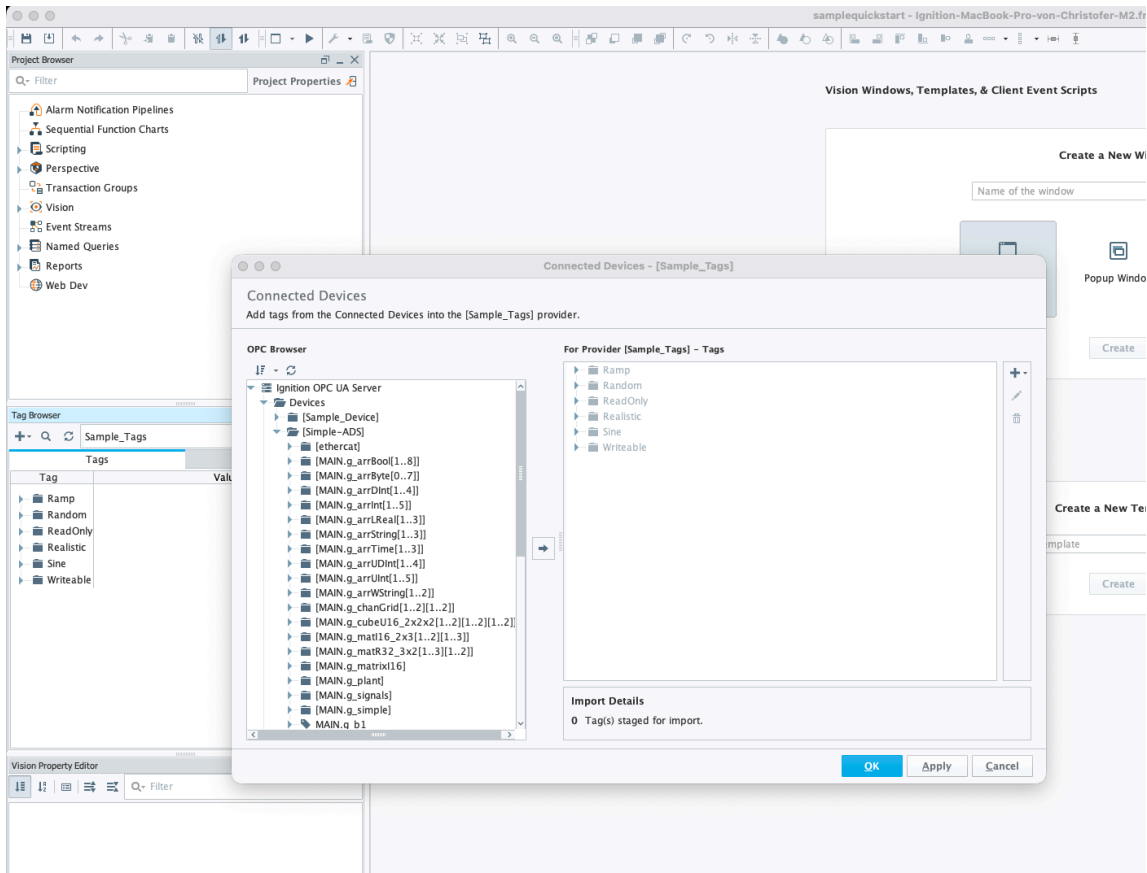 samplequickstart - Ignition-MacBook-Pro-von-Christofer-M2.fr
Project Browser
Filter
Project Properties
Alarm Notification Pipelines
Sequential Function Charts
Scripting
Perspective
Transaction Groups
Vision
Event Streams
Named Queries
Reports
Web Dev
Vision Windows, Templates, & Client Event Scripts
Create a New Wi
Name of the window
Popup Windo
Create
Create a New Te
mplate
Create
Tag Browser
Sample_Tags
Tags
Tag
Valu
Ramp
Random
ReadOnly
Realistic
Sine
Writeable
Vision Property Editor
Filter
Connected Devices - [Sample_Tags]
Connected Devices
Add tags from the Connected Devices into the [Sample_Tags] provider.
OPC Browser
Ignition OPC UA Server
Devices
[Sample_Device]
[Simple-ADS]
[ethercat]
[MAIN.g_arrBool[1..8]]
[MAIN.g_arrByte[0..7]]
[MAIN.g_arrDInt[1..4]]
[MAIN.g_arrInt[1..5]]
[MAIN.g_arrLReal[1..3]]
[MAIN.g_arrString[1..3]]
[MAIN.g_arrTime[1..3]]
[MAIN.g_arrUDInt[1..4]]
[MAIN.g_arrUInt[1..5]]
[MAIN.g_arrWString[1..2]]
[MAIN.g_chanGrid[1..2][1..2]]
[MAIN.g_cubeU16_2x2x2[1..2][1..2][1..2]]
[MAIN.g_matI16_2x3[1..2][1..3]]
[MAIN.g_matR32_3x2[1..3][1..2]]
[MAIN.g_matrixI16]
[MAIN.g_plant]
[MAIN.g_signals]
[MAIN.g_simple]
MAIN.g_b1
For Provider [Sample_Tags] - Tags
Ramp
Random
ReadOnly
Realistic
Sine
Writeable
Import Details
0 Tag(s) staged for import.
OK
Apply
Cancel